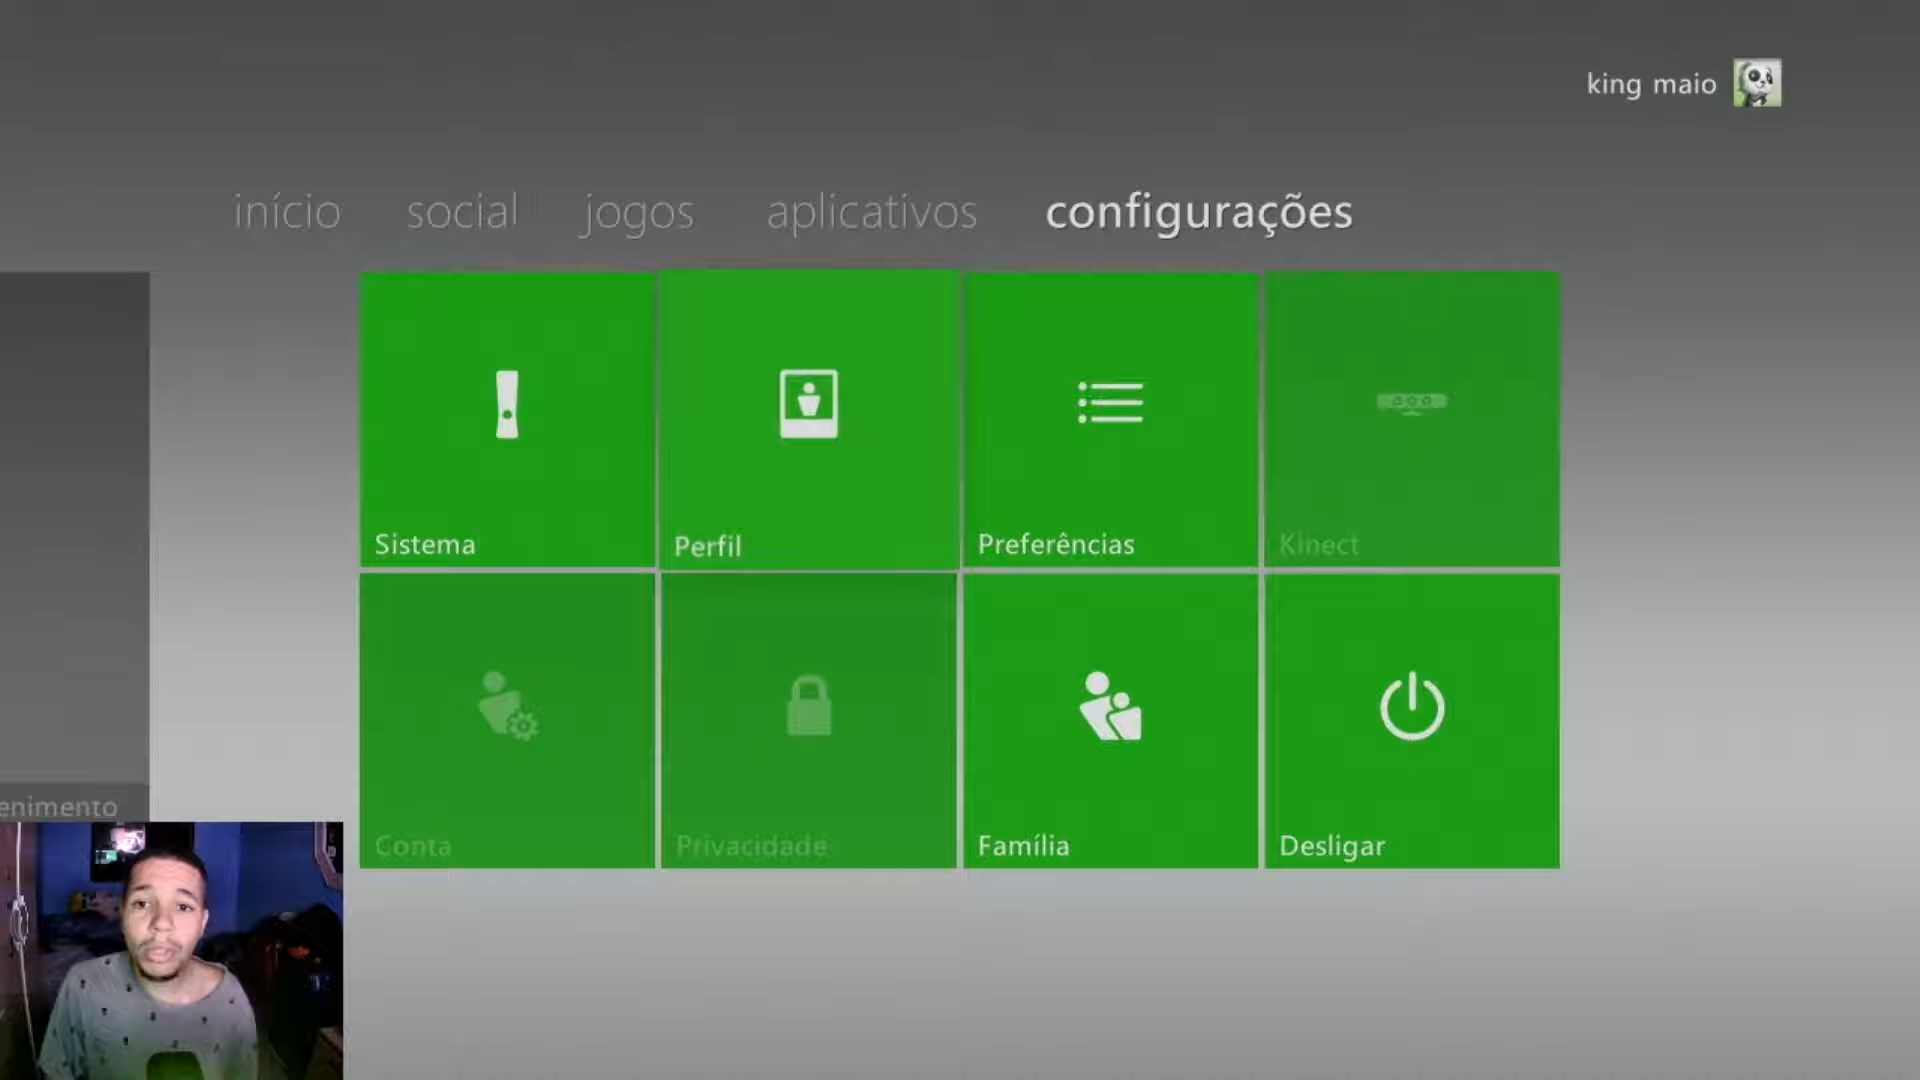 king maio
início social jogos aplicativos configurações
Sistema
Perfil
Preferências
Kinect
enimento
Conta
Privacidade
Família
Desligar